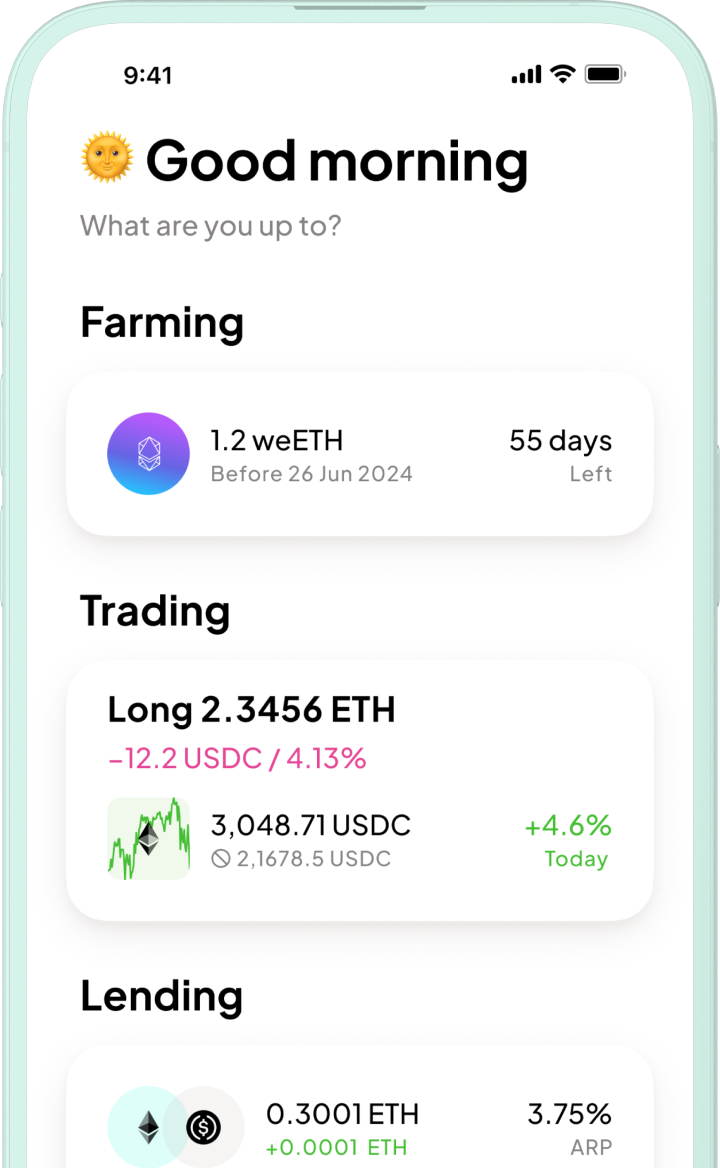 9:41
Good morning
What are you up to?
Farming
1.2 weETH
55 days
Before 26 Jun 2024
Left
Trading
Long 2.3456 ETH
–12.2 USDC / 4.13%
3,048.71 USDC
+4.6%
2,1678.5 USDC
Today
Lending
0.3001 ETH
3.75%
+0.0001 ETH
ARP